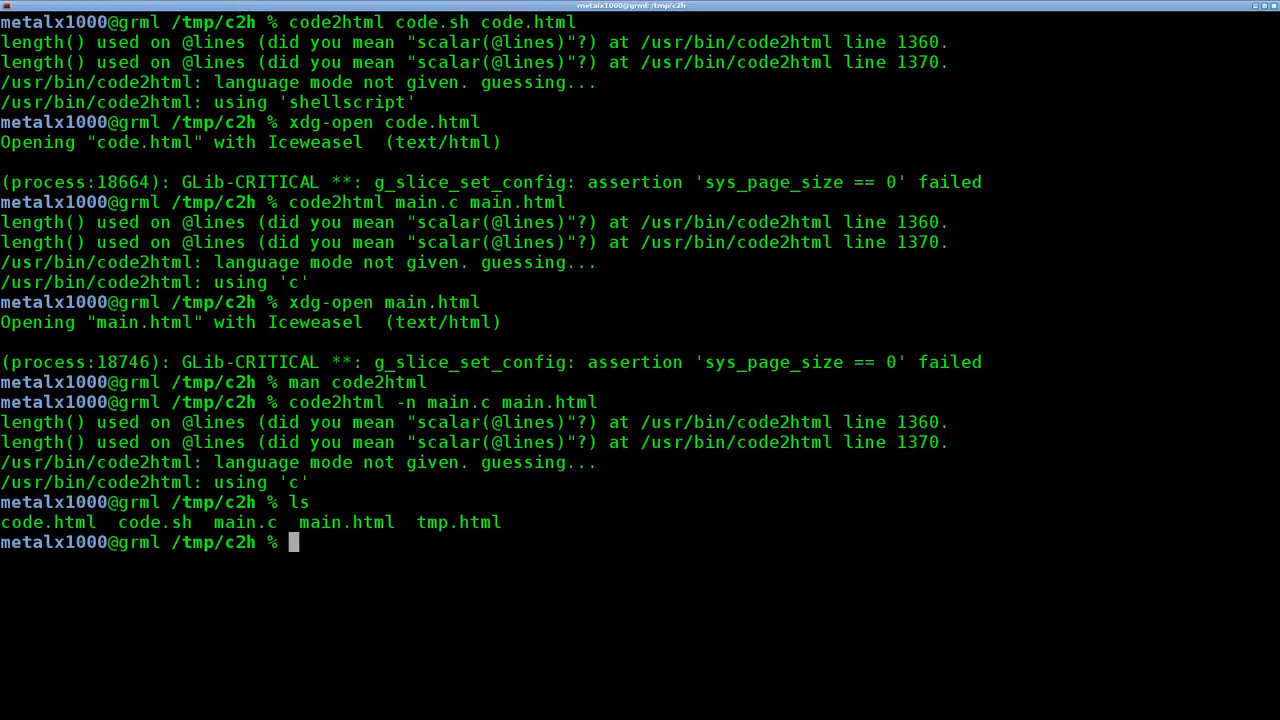 metalx1000@grml: /tmp/c2h
metalx1000@grml /tmp/c2h % code2html code.sh code.html
length() used on @lines (did you mean "scalar(@lines)"?) at /usr/bin/code2html line 1360.
length() used on @lines (did you mean "scalar(@lines)"?) at /usr/bin/code2html line 1370.
/usr/bin/code2html: language mode not given. guessing...
/usr/bin/code2html: using 'shellscript'
metalx1000@grml /tmp/c2h % xdg-open code.html
Opening "code.html" with Iceweasel  (text/html)
(process:18664): GLib-CRITICAL **: g_slice_set_config: assertion 'sys_page_size == 0' failed
metalx1000@grml /tmp/c2h % code2html main.c main.html
length() used on @lines (did you mean "scalar(@lines)"?) at /usr/bin/code2html line 1360.
length() used on @lines (did you mean "scalar(@lines)"?) at /usr/bin/code2html line 1370.
/usr/bin/code2html: language mode not given. guessing...
/usr/bin/code2html: using 'c'
metalx1000@grml /tmp/c2h % xdg-open main.html
Opening "main.html" with Iceweasel  (text/html)
(process:18746): GLib-CRITICAL **: g_slice_set_config: assertion 'sys_page_size == 0' failed
metalx1000@grml /tmp/c2h % man code2html
metalx1000@grml /tmp/c2h % code2html -n main.c main.html
length() used on @lines (did you mean "scalar(@lines)"?) at /usr/bin/code2html line 1360.
length() used on @lines (did you mean "scalar(@lines)"?) at /usr/bin/code2html line 1370.
/usr/bin/code2html: language mode not given. guessing...
/usr/bin/code2html: using 'c'
metalx1000@grml /tmp/c2h % ls
code.html  code.sh  main.c  main.html  tmp.html
metalx1000@grml /tmp/c2h %